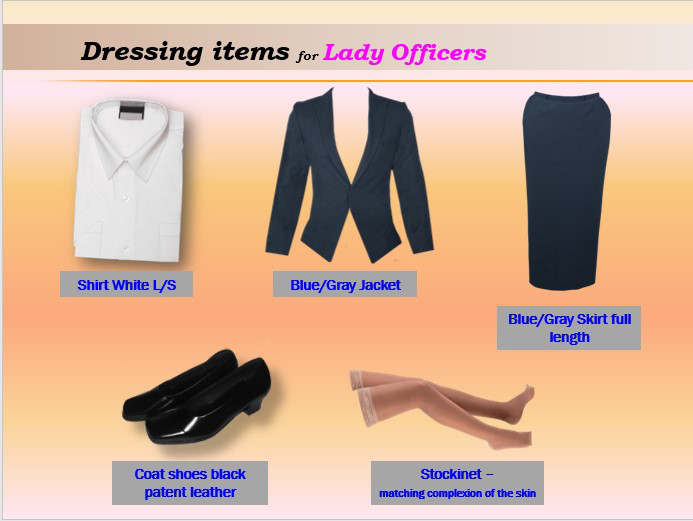 Dressing items for Lady Officers
Shirt White L/S
Blue/Gray Jacket
Blue/Gray Skirt full
length
Coat shoes black
patent leather
Stockinet –
matching complexion of the skin